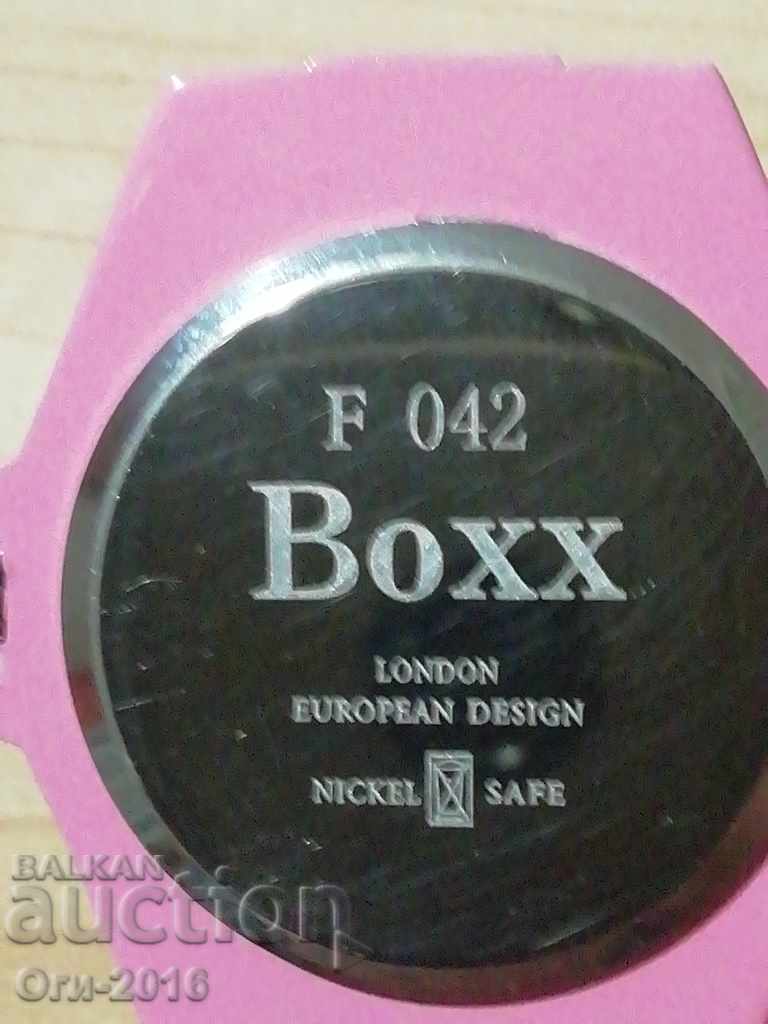 F 042
Boxx
LONDON
EUROPEAN DESIGN
NICKEL SAFE
BALKAN
auction
Оги-2016